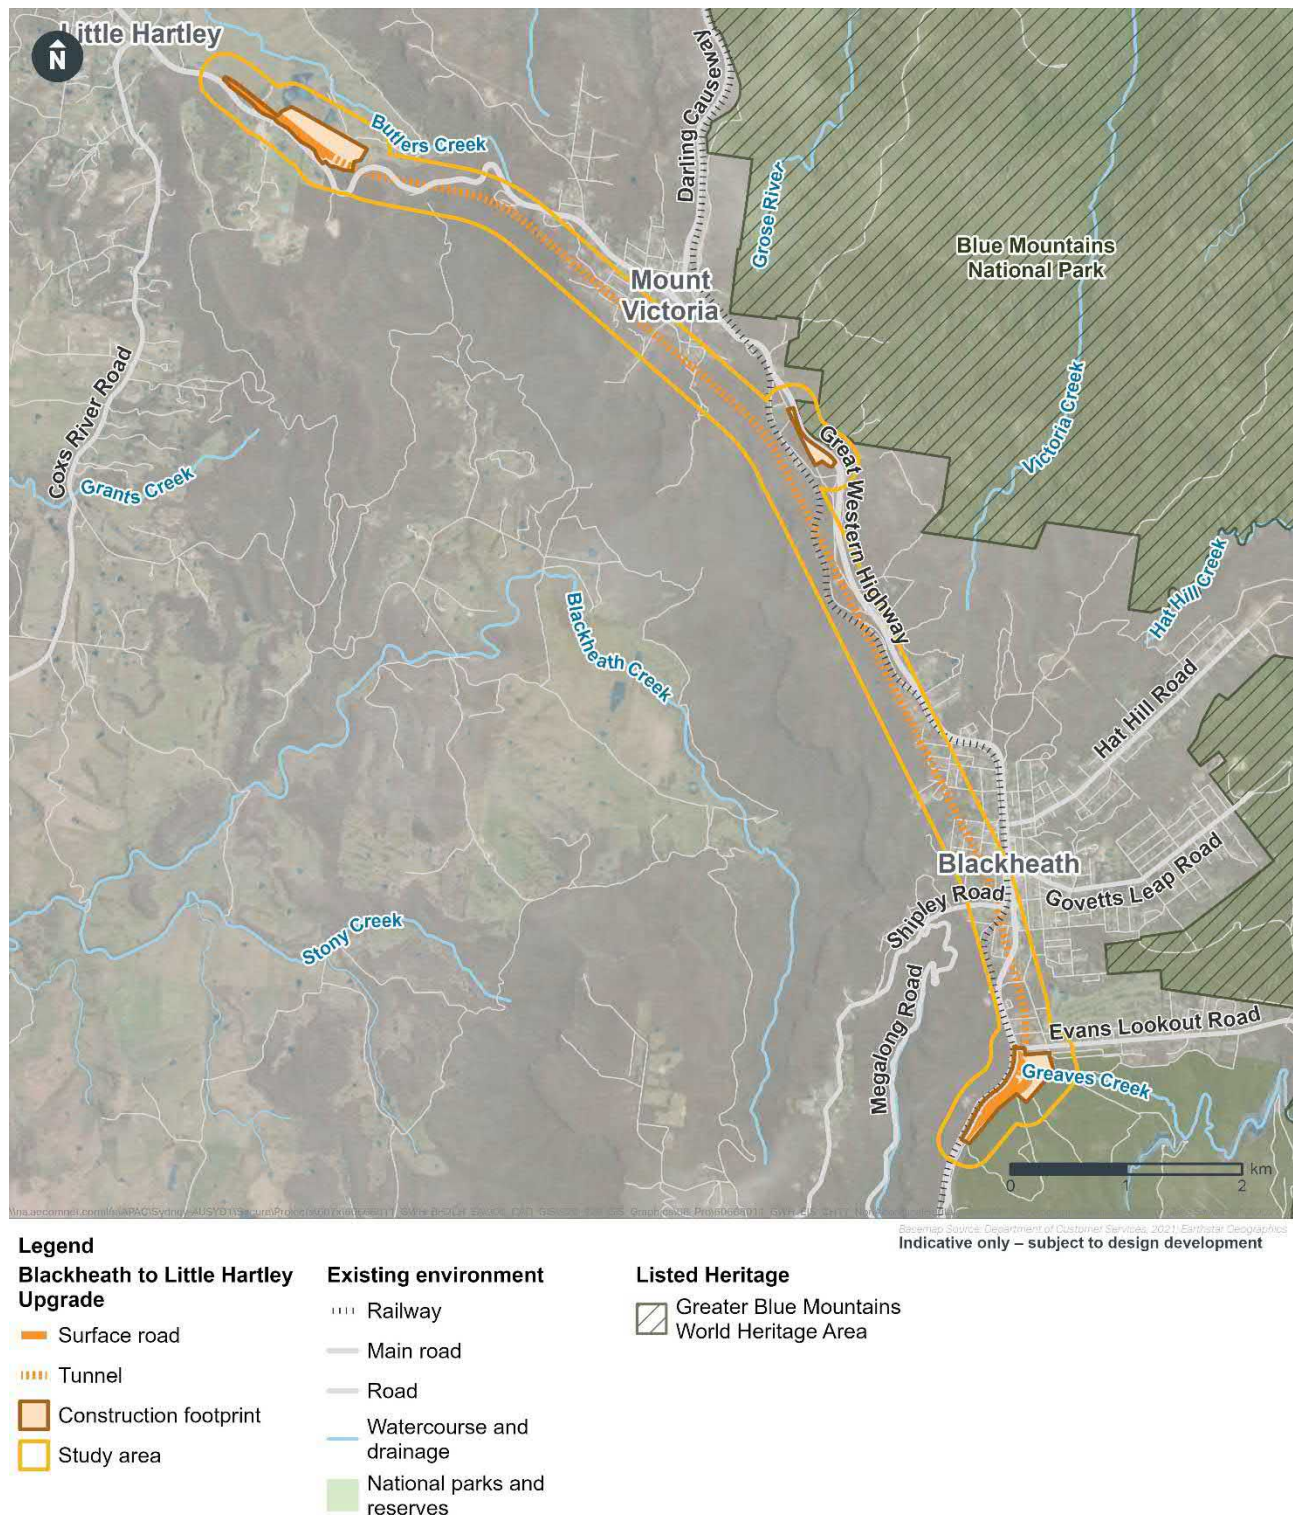 Little Hartley
N
Darling Causeway
Butlers Creek
Grose River
Blue Mountains
National Park
Mount
Victoria
Coxs River Road
Grants Creek
Great Western Highway
Victoria Creek
Hat Hill Creek
Blackheath Creek
Hat Hill Road
Blackheath
Govetts Leap Road
Shipley Road
Stony Creek
Megalong Road
Evans Lookout Road
Greaves Creek
km
0 1 2
Basemap Source: Department of Customer Services, 2021; Earthstar Geographics
Indicative only – subject to design development
Legend
Blackheath to Little Hartley
Upgrade
Surface road
Tunnel
Construction footprint
Study area
Existing environment
Railway
Main road
Road
Watercourse and
drainage
National parks and
reserves
Listed Heritage
Greater Blue Mountains
World Heritage Area